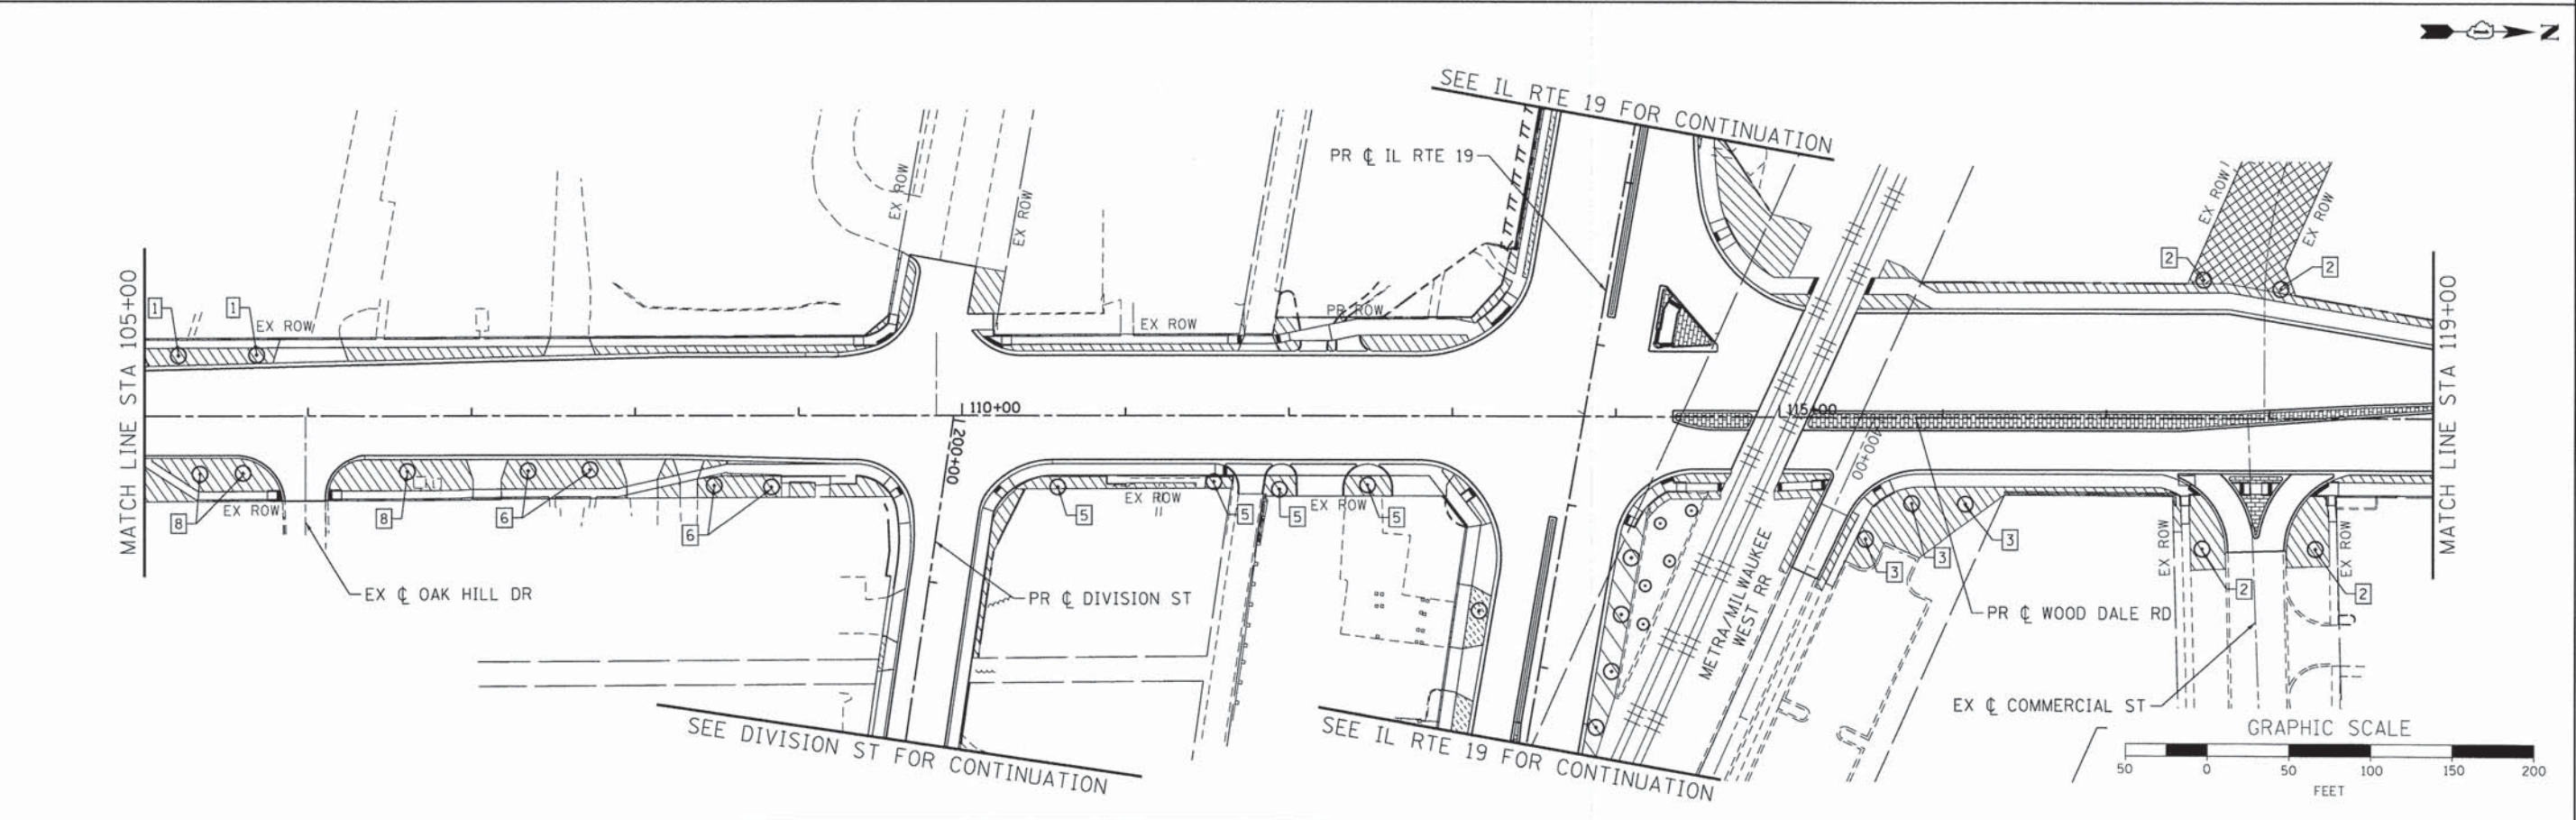 N
SEE IL RTE 19 FOR CONTINUATION
PR ℄ IL RTE 19
EX ROW
EX ROW
EX ROW
EX ROW
2
2
MATCH LINE STA 105+00
1
1
EX ROW
EX ROW
PR ROW
MATCH LINE STA 119+00
110+00
115+00
200+00
400+00
8
EX ROW
8
6
6
5
EX ROW
5
5
EX ROW
5
3
3
3
EX ROW
EX ROW
2
2
EX ℄ OAK HILL DR
PR ℄ DIVISION ST
METRA/MILWAUKEE
WEST RR
PR ℄ WOOD DALE RD
EX ℄ COMMERCIAL ST
SEE DIVISION ST FOR CONTINUATION
SEE IL RTE 19 FOR CONTINUATION
GRAPHIC SCALE
50 0 50 100 150 200
FEET